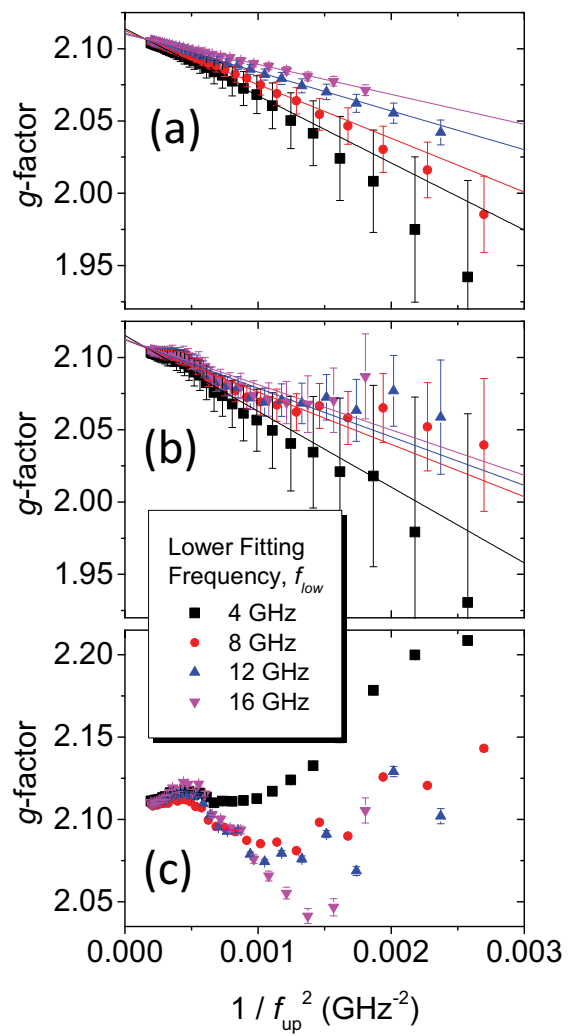 2.10
2.05
2.00
1.95
g-factor
(a)
2.10
2.05
2.00
1.95
g-factor
(b)
Lower Fitting
Frequency, f_low
4 GHz
8 GHz
12 GHz
16 GHz
2.20
2.15
2.10
2.05
g-factor
(c)
0.000 0.001 0.002 0.003
1 / f_up² (GHz⁻²)